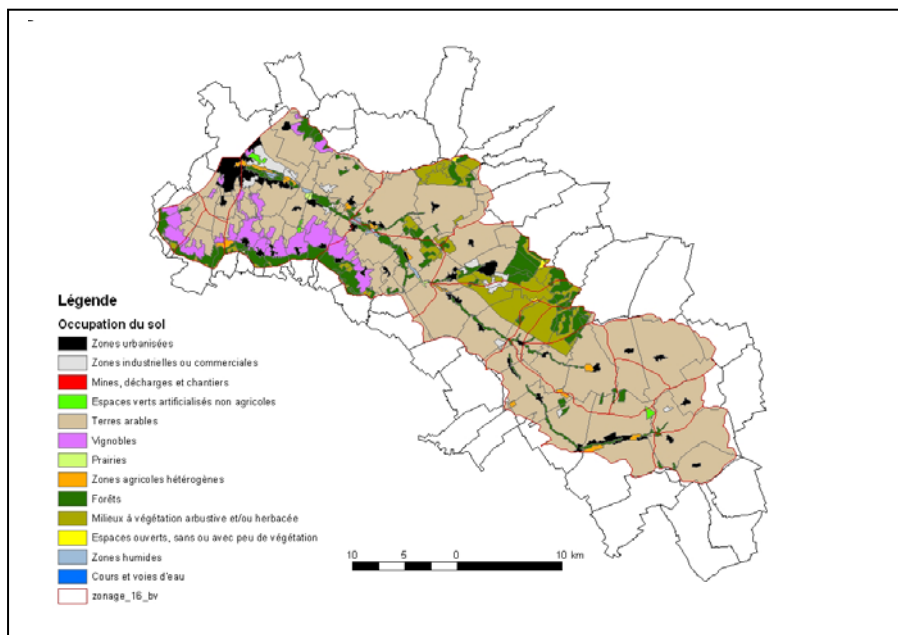 Légende
Occupation du sol
Zones urbanisées
Zones industrielles ou commerciales
Mines, décharges et chantiers
Espaces verts artificialisés non agricoles
Terres arables
Vignobles
Prairies
Zones agricoles hétérogènes
Forêts
Milieux à végétation arbustive et/ou herbacée
Espaces ouverts, sans ou avec peu de végétation
Zones humides
Cours et voies d'eau
zonage_16_bv
10 5 0 10 km